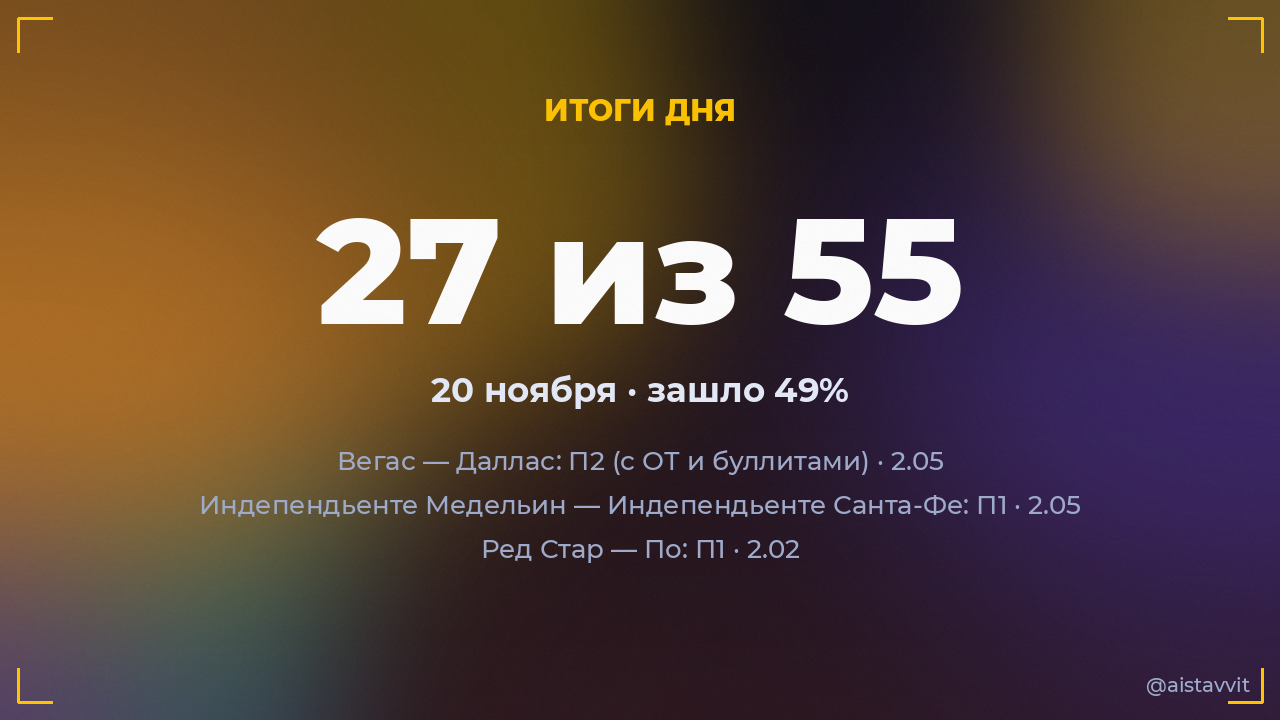 ИТОГИ ДНЯ
27 из 55
20 ноября · зашло 49%
Вегас — Даллас: П2 (с ОТ и буллитами) · 2.05
Индепендьенте Медельин — Индепендьенте Санта-Фе: П1 · 2.05
Ред Стар — По: П1 · 2.02
@aistavvit